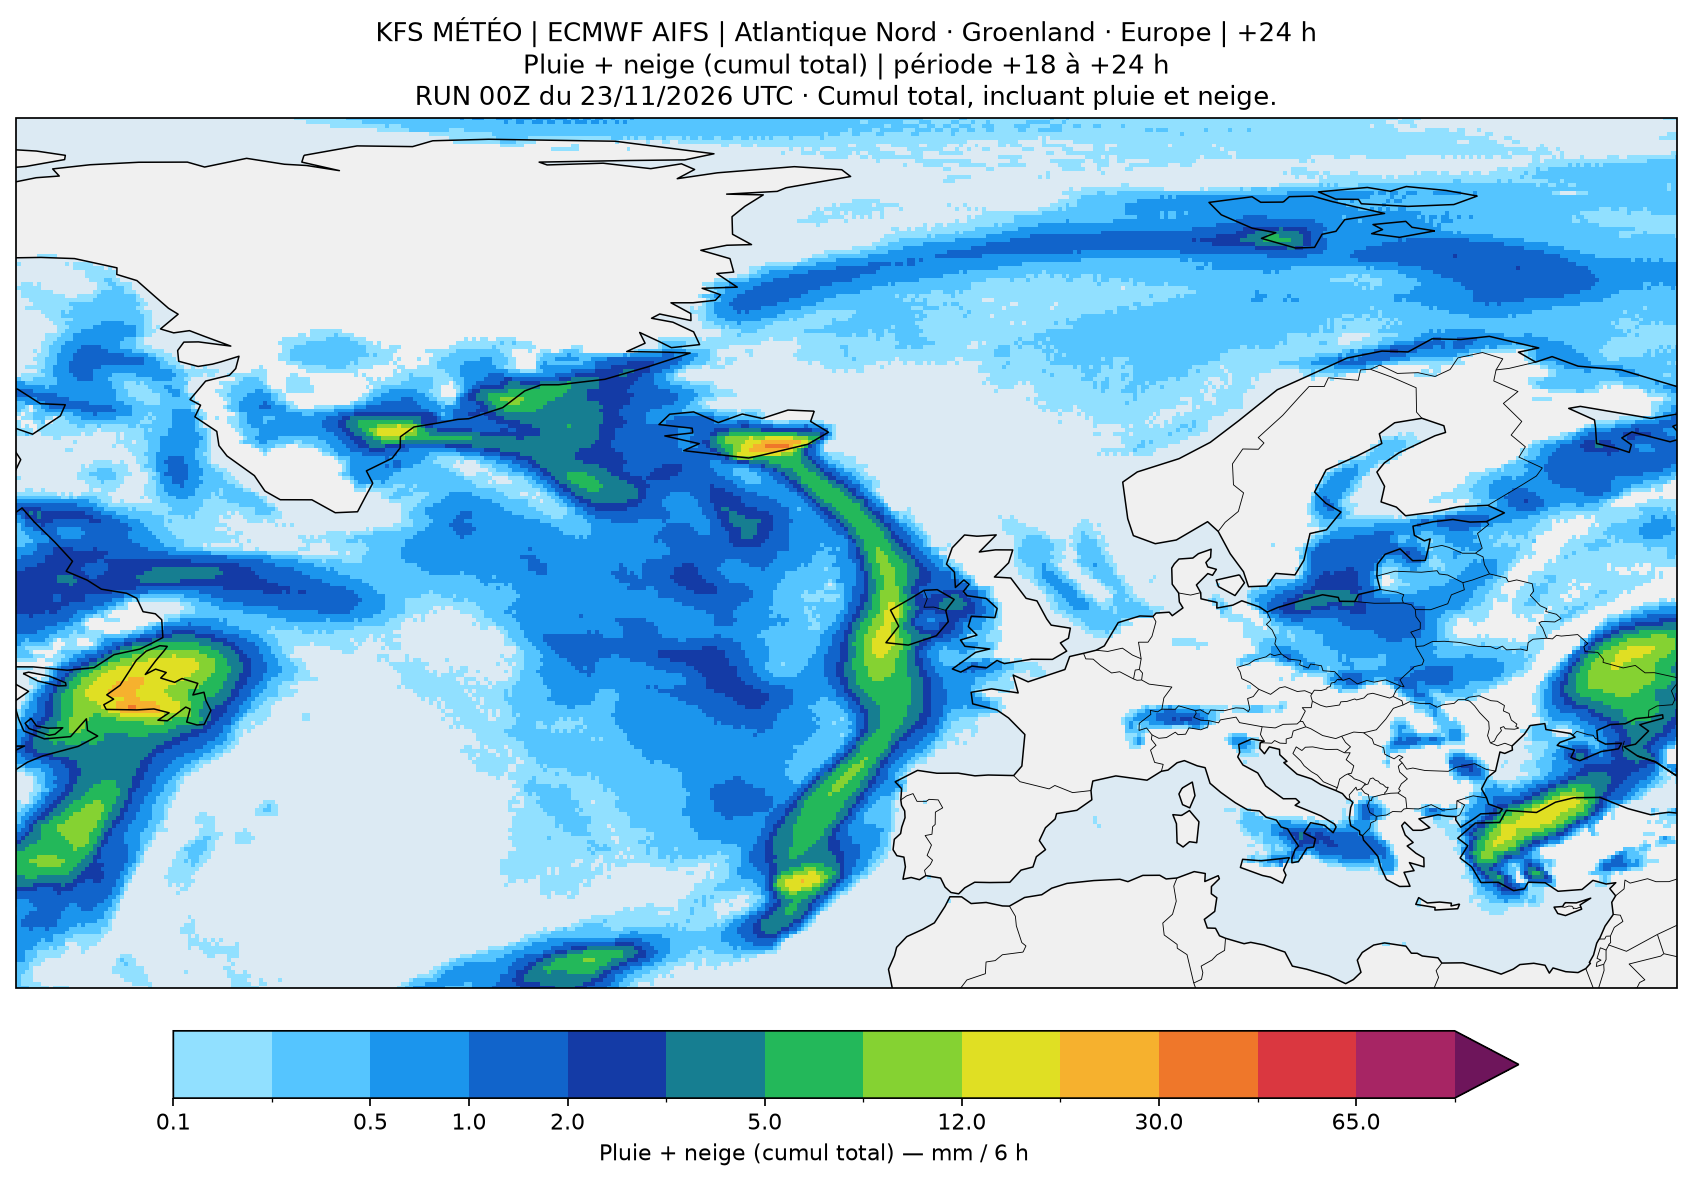 KFS MÉTÉO | ECMWF AIFS | Atlantique Nord · Groenland · Europe | +24 h
Pluie + neige (cumul total) | période +18 à +24 h
RUN 00Z du 23/11/2026 UTC · Cumul total, incluant pluie et neige.
0.1 0.5 1.0 2.0 5.0 12.0 30.0 65.0
Pluie + neige (cumul total) — mm / 6 h